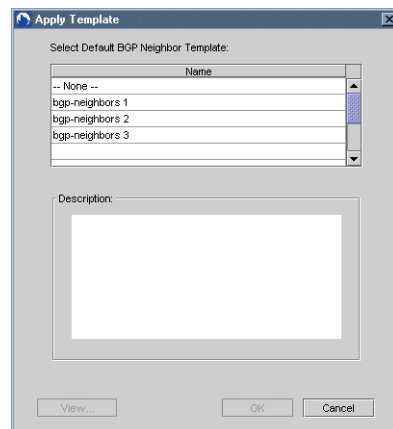 Apply Template
Select Default BGP Neighbor Template:
Name
-- None --
bgp-neighbors 1
bgp-neighbors 2
bgp-neighbors 3
Description:
View...
OK
Cancel